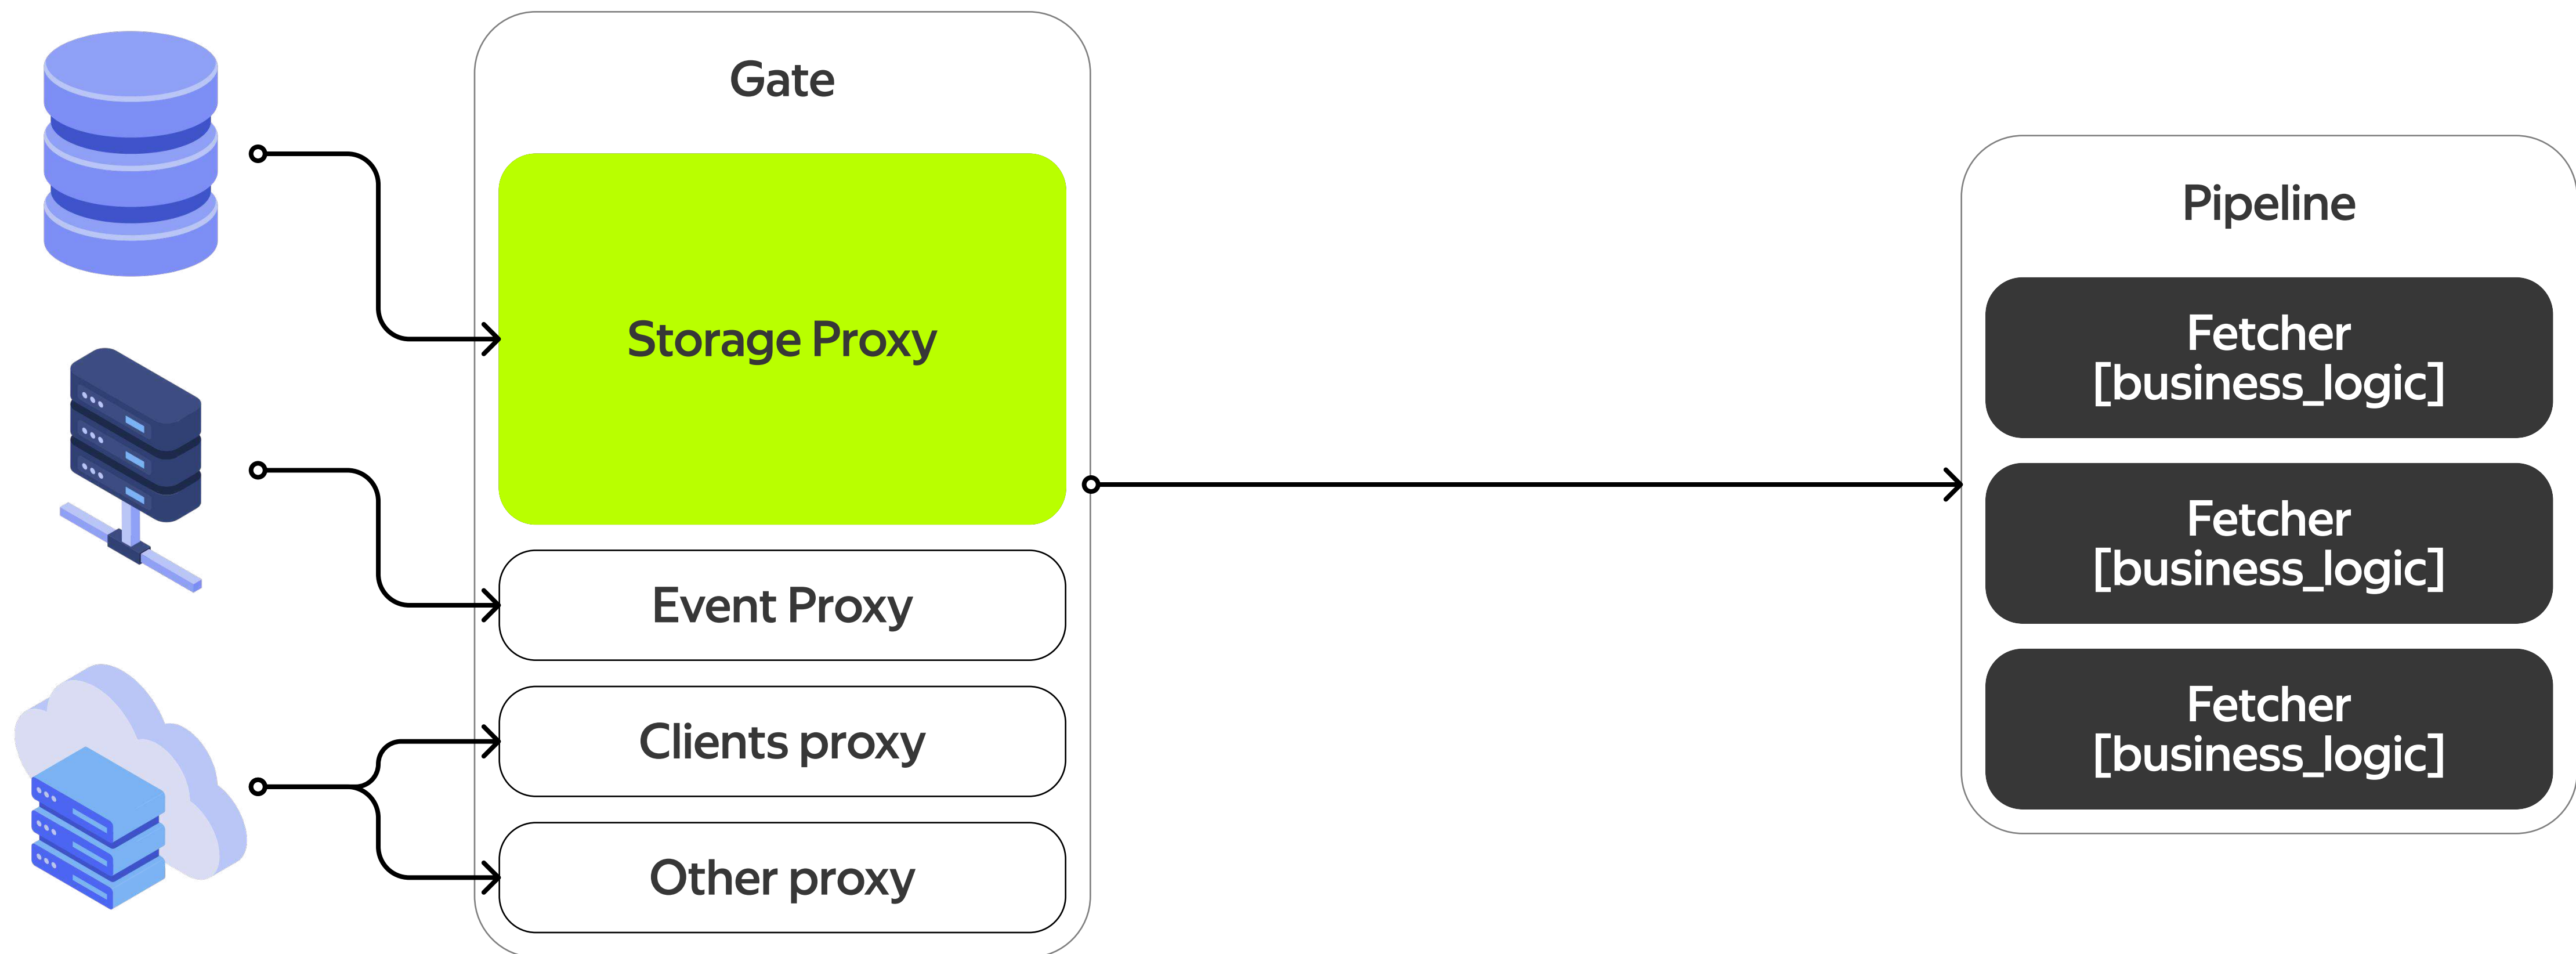 Gate
Storage Proxy
Event Proxy
Clients proxy
Other proxy
Pipeline
Fetcher
[business_logic]
Fetcher
[business_logic]
Fetcher
[business_logic]